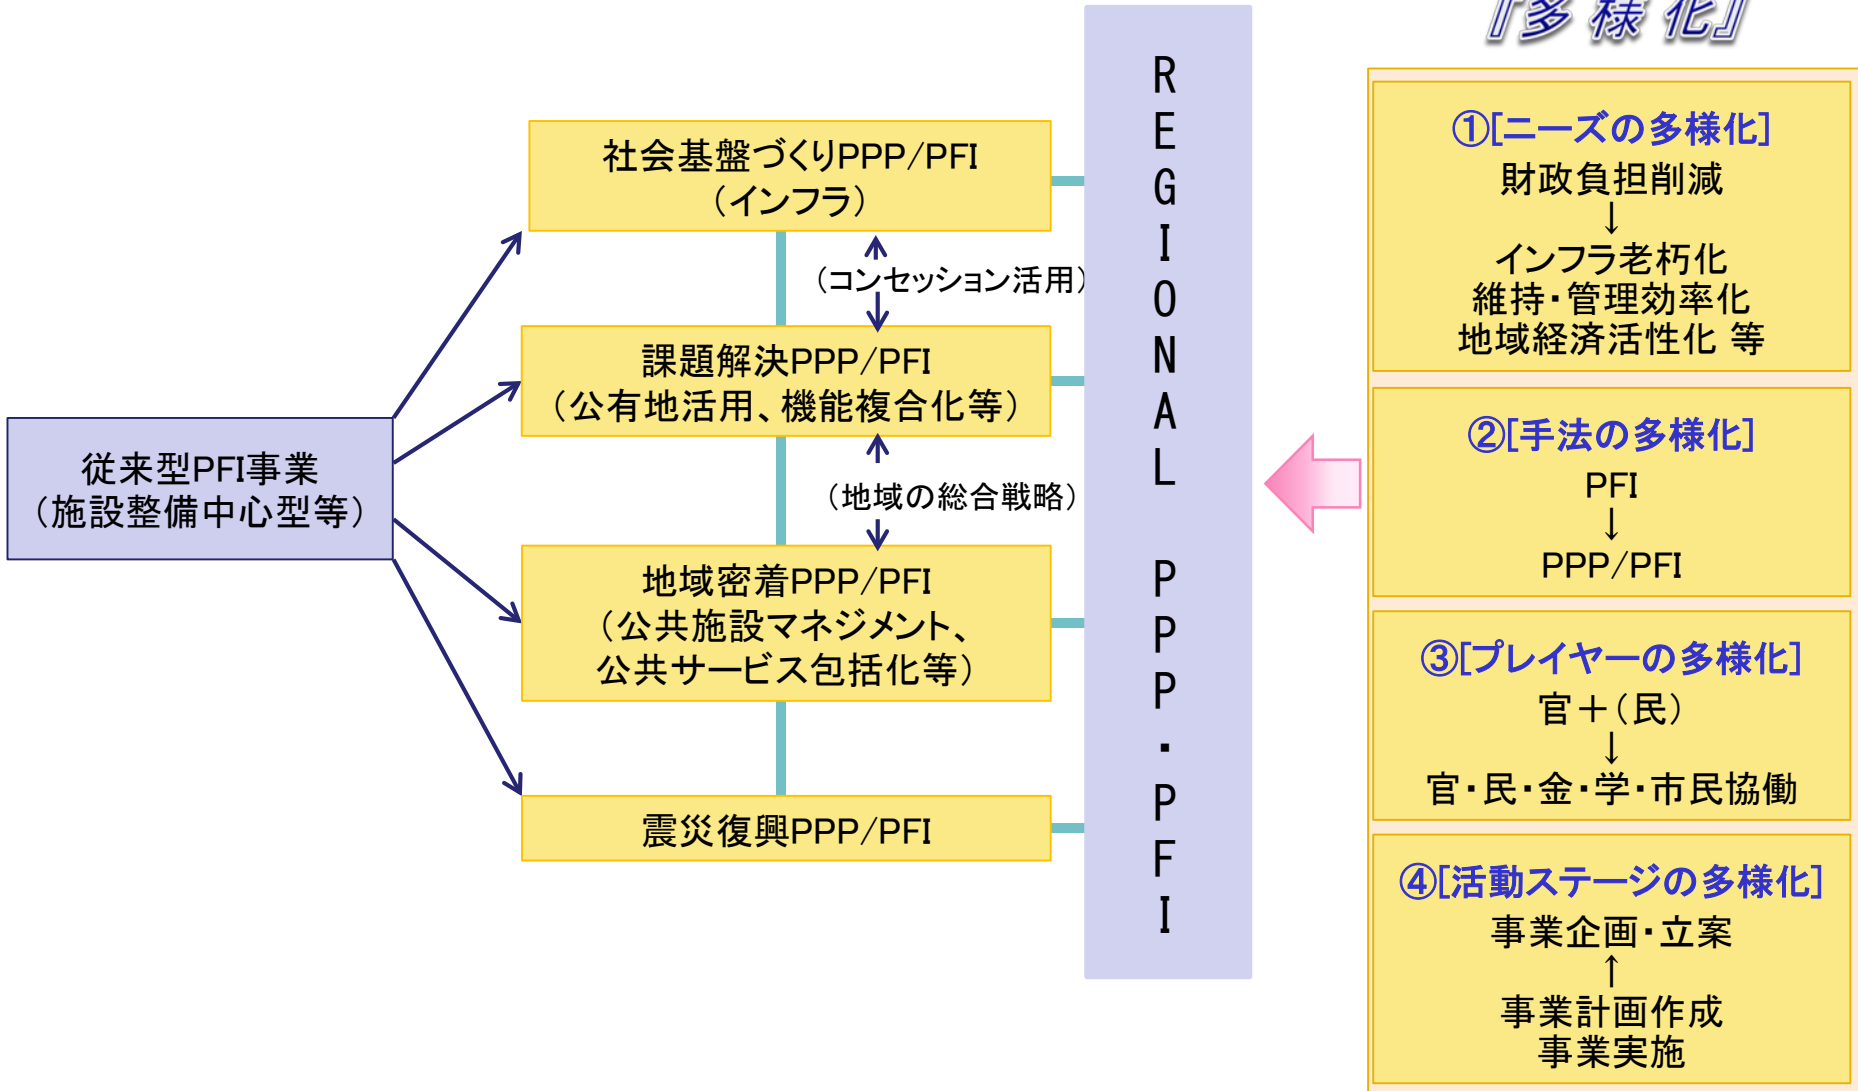 『多様化』
従来型PFI事業
（施設整備中心型等）
社会基盤づくりPPP/PFI
（インフラ）
（コンセッション活用）
課題解決PPP/PFI
（公有地活用、機能複合化等）
（地域の総合戦略）
地域密着PPP/PFI
（公共施設マネジメント、
公共サービス包括化等）
震災復興PPP/PFI
REGIONAL PPP・PFI
①[ニーズの多様化]
財政負担削減
↓
インフラ老朽化
維持・管理効率化
地域経済活性化 等
②[手法の多様化]
PFI
↓
PPP/PFI
③[プレイヤーの多様化]
官＋（民）
↓
官・民・金・学・市民協働
④[活動ステージの多様化]
事業企画・立案
↑
事業計画作成
事業実施